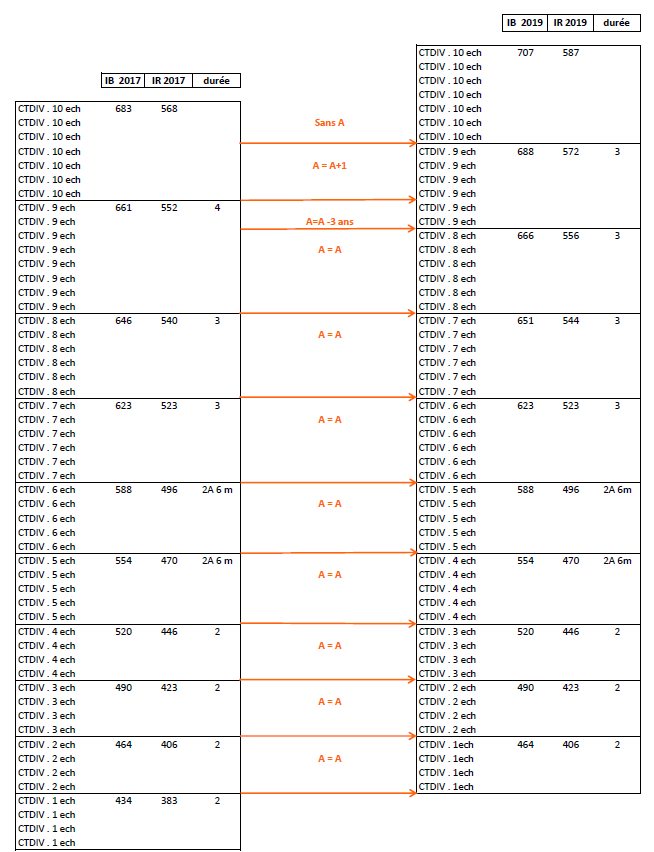 IB 2017 IR 2017 durée
CTDIV . 10 ech 683 568
CTDIV . 10 ech
CTDIV . 10 ech
CTDIV . 10 ech
CTDIV . 10 ech
CTDIV . 10 ech
CTDIV . 10 ech
CTDIV . 9 ech 661 552 4
CTDIV . 9 ech
CTDIV . 9 ech
CTDIV . 9 ech
CTDIV . 9 ech
CTDIV . 9 ech
CTDIV . 9 ech
CTDIV . 9 ech
CTDIV . 8 ech 646 540 3
CTDIV . 8 ech
CTDIV . 8 ech
CTDIV . 8 ech
CTDIV . 8 ech
CTDIV . 8 ech
CTDIV . 7 ech 623 523 3
CTDIV . 7 ech
CTDIV . 7 ech
CTDIV . 7 ech
CTDIV . 7 ech
CTDIV . 7 ech
CTDIV . 6 ech 588 496 2A 6 m
CTDIV . 6 ech
CTDIV . 6 ech
CTDIV . 6 ech
CTDIV . 6 ech
CTDIV . 5 ech 554 470 2A 6 m
CTDIV . 5 ech
CTDIV . 5 ech
CTDIV . 5 ech
CTDIV . 5 ech
CTDIV . 4 ech 520 446 2
CTDIV . 4 ech
CTDIV . 4 ech
CTDIV . 4 ech
CTDIV . 3 ech 490 423 2
CTDIV . 3 ech
CTDIV . 3 ech
CTDIV . 3 ech
CTDIV . 2 ech 464 406 2
CTDIV . 2 ech
CTDIV . 2 ech
CTDIV . 2 ech
CTDIV . 1 ech 434 383 2
CTDIV . 1 ech
CTDIV . 1 ech
CTDIV . 1 ech
Sans A
A = A+1
A=A -3 ans
A = A
A = A
A = A
A = A
A = A
A = A
A = A
A = A
IB 2019 IR 2019 durée
CTDIV . 10 ech 707 587
CTDIV . 10 ech
CTDIV . 10 ech
CTDIV . 10 ech
CTDIV . 10 ech
CTDIV . 10 ech
CTDIV . 10 ech
CTDIV . 9 ech 688 572 3
CTDIV . 9 ech
CTDIV . 9 ech
CTDIV . 9 ech
CTDIV . 9 ech
CTDIV . 9 ech
CTDIV . 8 ech 666 556 3
CTDIV . 8 ech
CTDIV . 8 ech
CTDIV . 8 ech
CTDIV . 8 ech
CTDIV . 8 ech
CTDIV . 7 ech 651 544 3
CTDIV . 7 ech
CTDIV . 7 ech
CTDIV . 7 ech
CTDIV . 7 ech
CTDIV . 7 ech
CTDIV . 6 ech 623 523 3
CTDIV . 6 ech
CTDIV . 6 ech
CTDIV . 6 ech
CTDIV . 6 ech
CTDIV . 6 ech
CTDIV . 5 ech 588 496 2A 6m
CTDIV . 5 ech
CTDIV . 5 ech
CTDIV . 5 ech
CTDIV . 5 ech
CTDIV . 4 ech 554 470 2A 6m
CTDIV . 4 ech
CTDIV . 4 ech
CTDIV . 4 ech
CTDIV . 4 ech
CTDIV . 3 ech 520 446 2
CTDIV . 3 ech
CTDIV . 3 ech
CTDIV . 3 ech
CTDIV . 2 ech 490 423 2
CTDIV . 2 ech
CTDIV . 2 ech
CTDIV . 2 ech
CTDIV . 1ech 464 406 2
CTDIV . 1ech
CTDIV . 1ech
CTDIV . 1ech